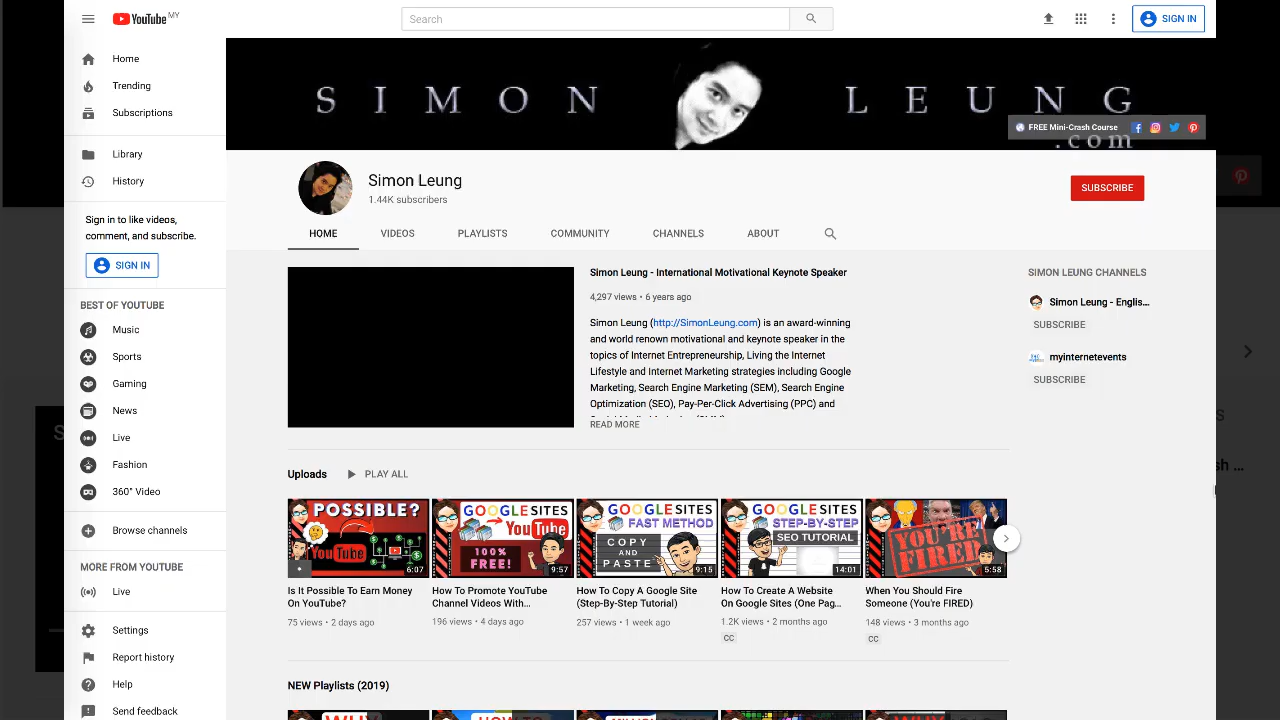 YouTube MY
Search
SIGN IN
Home
Trending
Subscriptions
Library
History
Sign in to like videos,
comment, and subscribe.
SIGN IN
BEST OF YOUTUBE
Music
Sports
Gaming
News
Live
Fashion
360° Video
Browse channels
MORE FROM YOUTUBE
Live
Settings
Report history
Help
Send feedback
SIMON LEUNG
.com
FREE Mini-Crash Course
Simon Leung
1.44K subscribers
SUBSCRIBE
HOME VIDEOS PLAYLISTS COMMUNITY CHANNELS ABOUT
Simon Leung - International Motivational Keynote Speaker
4,297 views • 6 years ago
Simon Leung (http://SimonLeung.com) is an award-winning
and world renown motivational and keynote speaker in the
topics of Internet Entrepreneurship, Living the Internet
Lifestyle and Internet Marketing strategies including Google
Marketing, Search Engine Marketing (SEM), Search Engine
Optimization (SEO), Pay-Per-Click Advertising (PPC) and
READ MORE
SIMON LEUNG CHANNELS
Simon Leung - Englis...
SUBSCRIBE
myinternetevents
SUBSCRIBE
Uploads PLAY ALL
POSSIBLE?
YouTube
6:07
Is It Possible To Earn Money
On YouTube?
75 views • 2 days ago
GOOGLE SITES
YouTube
100%
FREE!
9:57
How To Promote YouTube
Channel Videos With...
196 views • 4 days ago
GOOGLE SITES
FAST METHOD
COPY
AND
PASTE
9:15
How To Copy A Google Site
(Step-By-Step Tutorial)
257 views • 1 week ago
GOOGLE SITES
STEP-BY-STEP
SEO TUTORIAL
14:01
How To Create A Website
On Google Sites (One Pag...
1.2K views • 2 months ago
CC
YOU'RE
FIRED
5:58
When You Should Fire
Someone (You're FIRED)
148 views • 3 months ago
CC
NEW Playlists (2019)